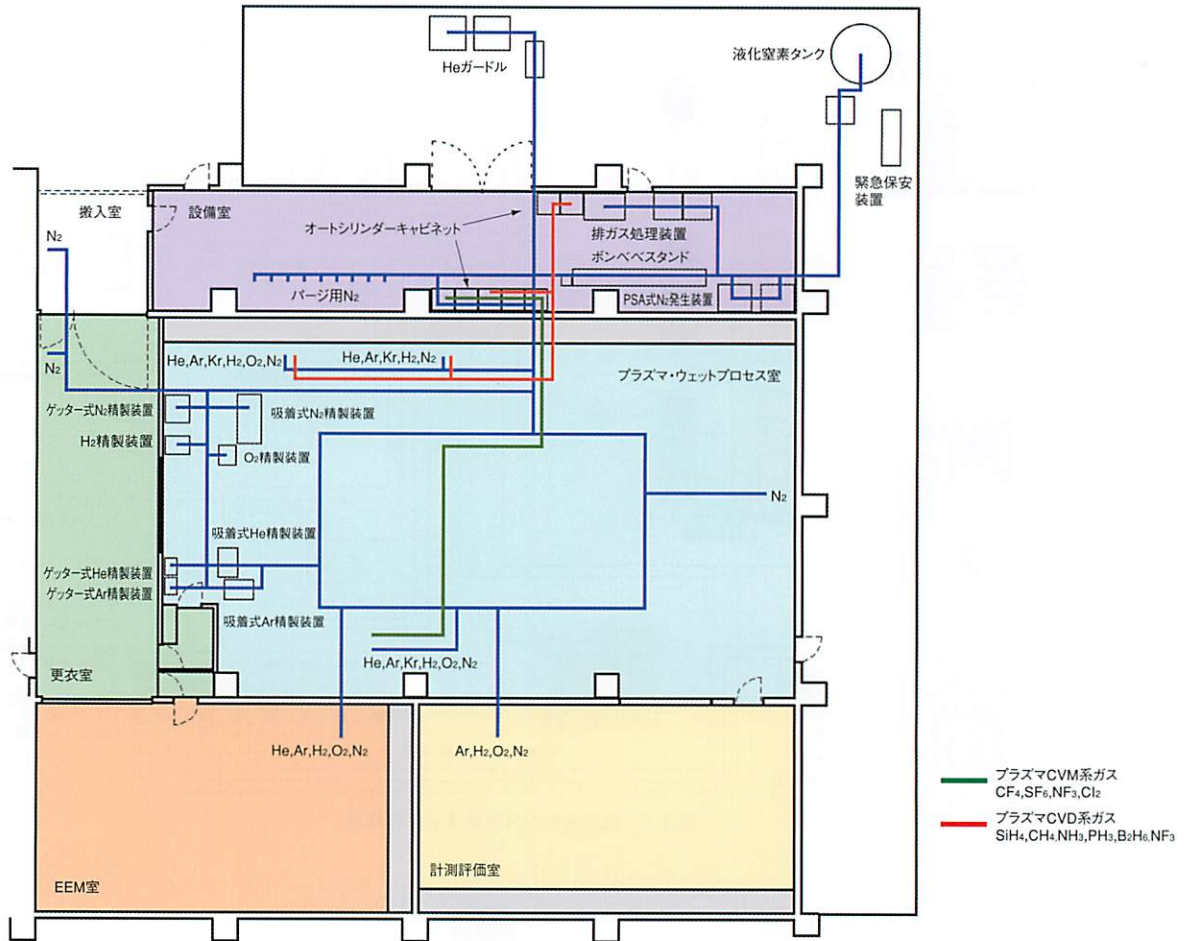 Heガードル
液化窒素タンク
緊急保安
装置
搬入室
設備室
オートシリンダーキャビネット
排ガス処理装置
ボンベベスタンド
N₂
パージ用N₂
PSA式N₂発生装置
N₂
He,Ar,Kr,H₂,O₂,N₂
He,Ar,Kr,H₂,N₂
プラズマ・ウェットプロセス室
ゲッター式N₂精製装置
吸着式N₂精製装置
H₂精製装置
O₂精製装置
N₂
吸着式He精製装置
ゲッター式He精製装置
ゲッター式Ar精製装置
吸着式Ar精製装置
更衣室
He,Ar,Kr,H₂,O₂,N₂
He,Ar,H₂,O₂,N₂
Ar,H₂,O₂,N₂
EEM室
計測評価室
プラズマCVM系ガス
CF₄,SF₆,NF₃,Cl₂
プラズマCVD系ガス
SiH₄,CH₄,NH₃,PH₃,B₂H₆,NF₃